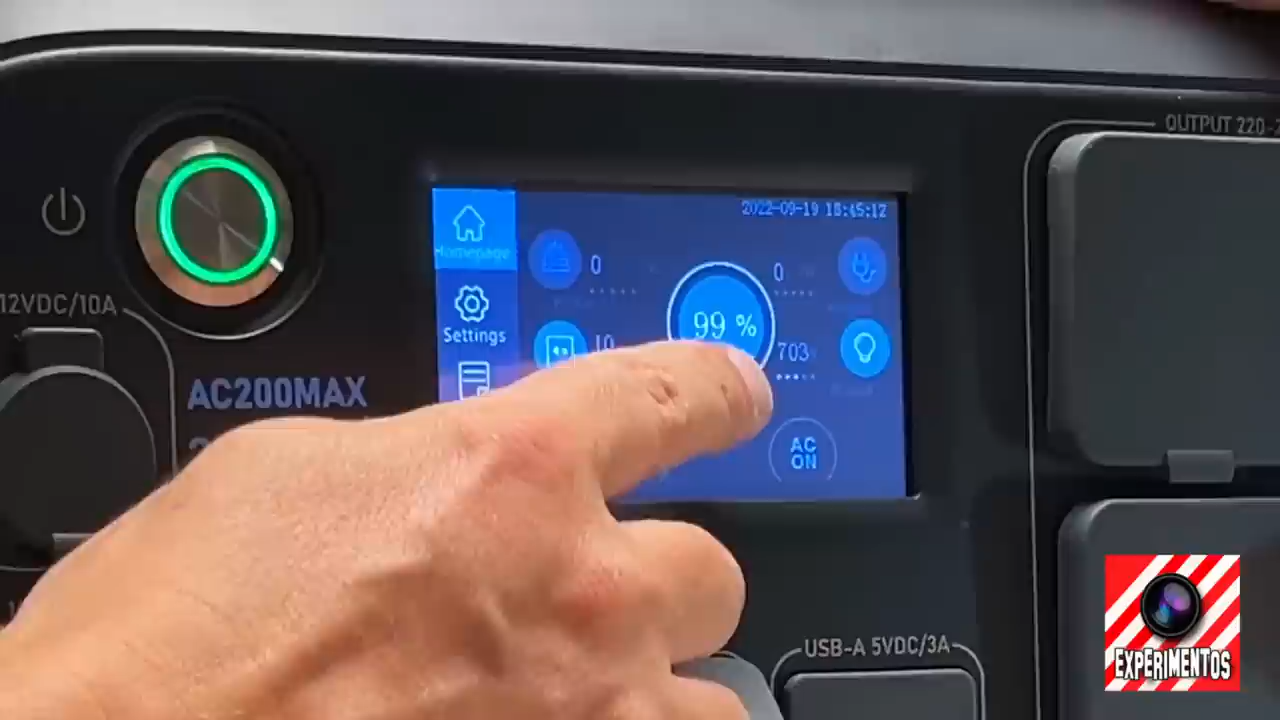 OUTPUT 220-
2022-09-19 18:45:12
Homepage
0
0
12VDC/10A
99 %
Settings
10
703
AC200MAX
AC
ON
USB-A 5VDC/3A
EXPERIMENTOS